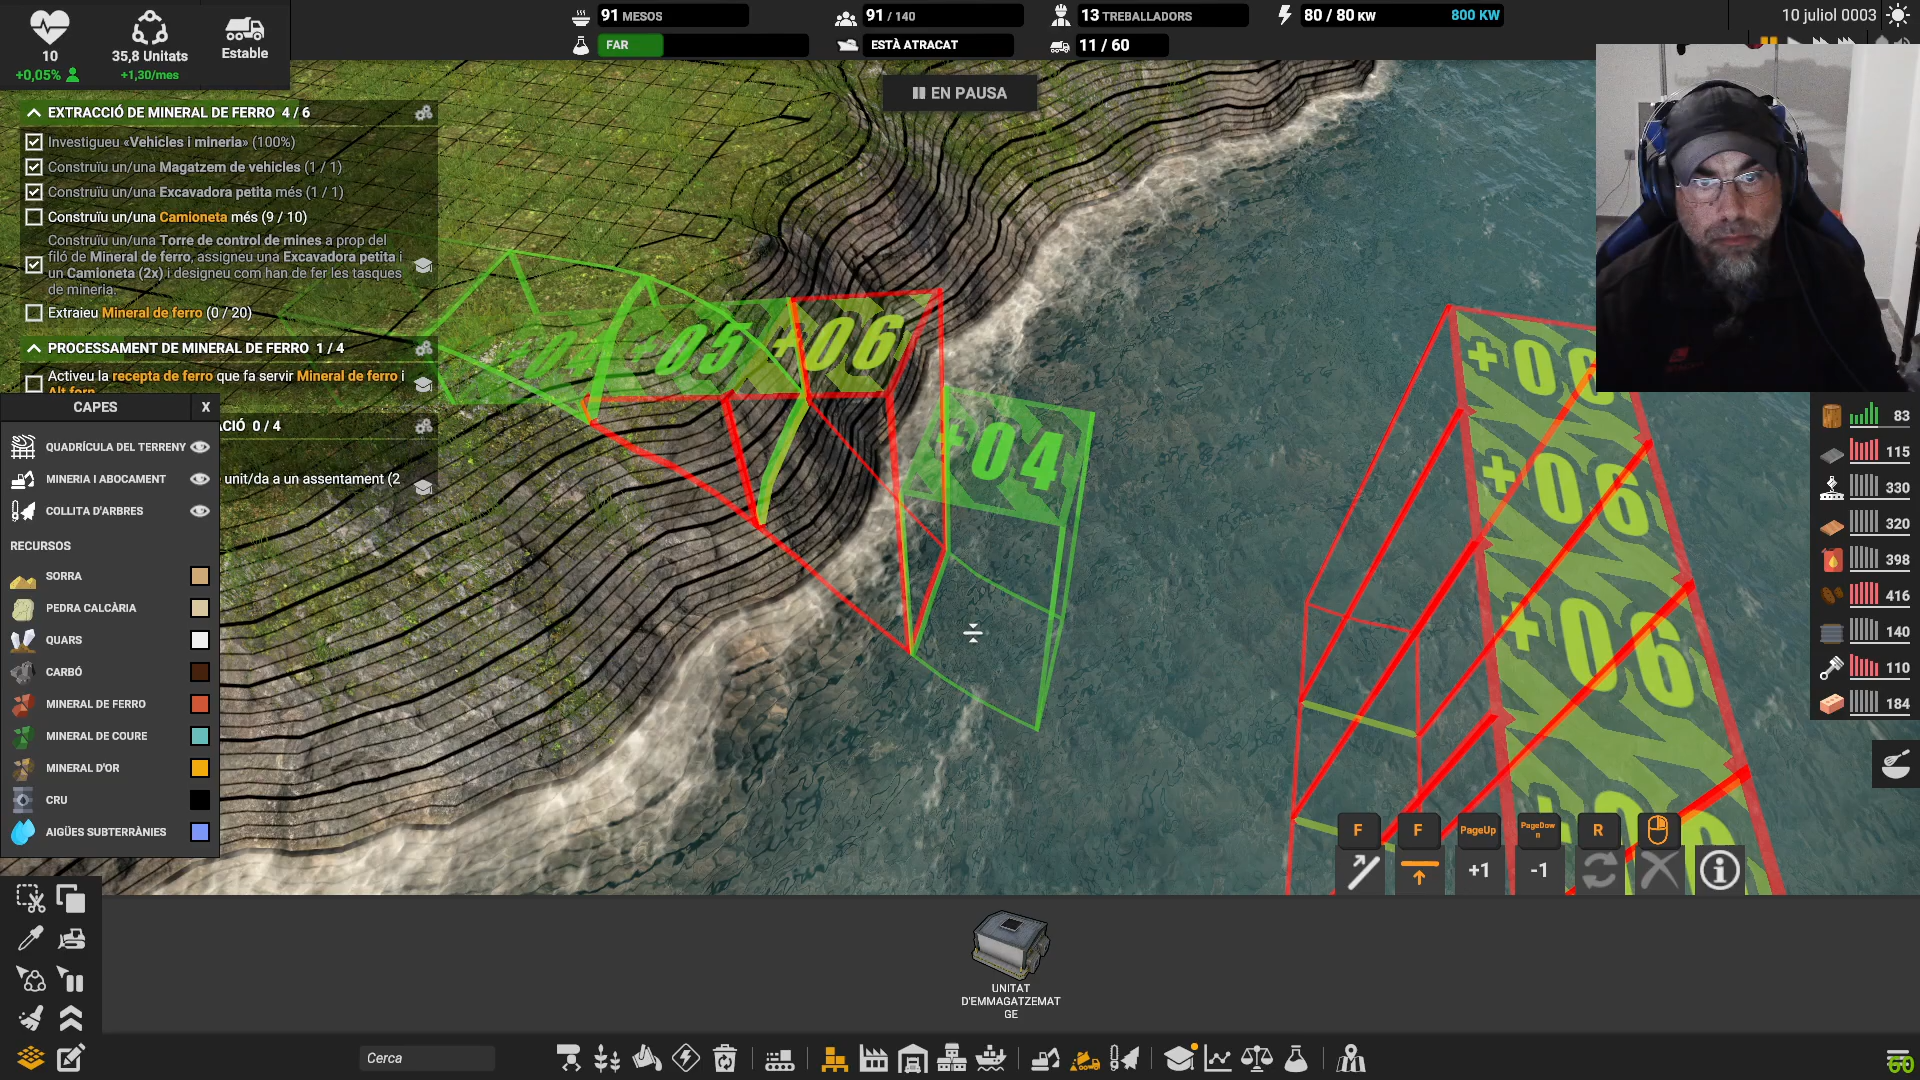 10
+0,05%
35,8 Unitats
+1,30/mes
Estable
91 MESOS
FAR
91 / 140
ESTÀ ATRACAT
13 TREBALLADORS
11 / 60
80 / 80 KW
800 KW
10 juliol 0003
EN PAUSA
EXTRACCIÓ DE MINERAL DE FERRO 4 / 6
Investigueu «Vehicles i mineria» (100%)
Construïu un/una Magatzem de vehicles (1 / 1)
Construïu un/una Excavadora petita més (1 / 1)
Construïu un/una Camioneta més (9 / 10)
Construïu un/una Torre de control de mines a prop del
filó de Mineral de ferro, assigneu una Excavadora petita i
un Camioneta (2x) i designeu com han de fer les tasques
de mineria.
Extraieu Mineral de ferro (0 / 20)
PROCESSAMENT DE MINERAL DE FERRO 1 / 4
Activeu la recepta de ferro que fa servir Mineral de ferro i
Alt forn
CAPES X
ACIÓ 0 / 4
unit/da a un assentament (2
QUADRÍCULA DEL TERRENY
MINERIA I ABOCAMENT
COLLITA D'ARBRES
RECURSOS
SORRA
PEDRA CALCÀRIA
QUARS
CARBÓ
MINERAL DE FERRO
MINERAL DE COURE
MINERAL D'OR
CRU
AIGÜES SUBTERRÀNIES
+04
+05
+06
+04
+06
+06
83
115
330
320
398
416
140
110
184
F
F
PageUp
PageDown
R
+1
-1
UNITAT
D'EMMAGATZEMAT
GE
Cerca
60